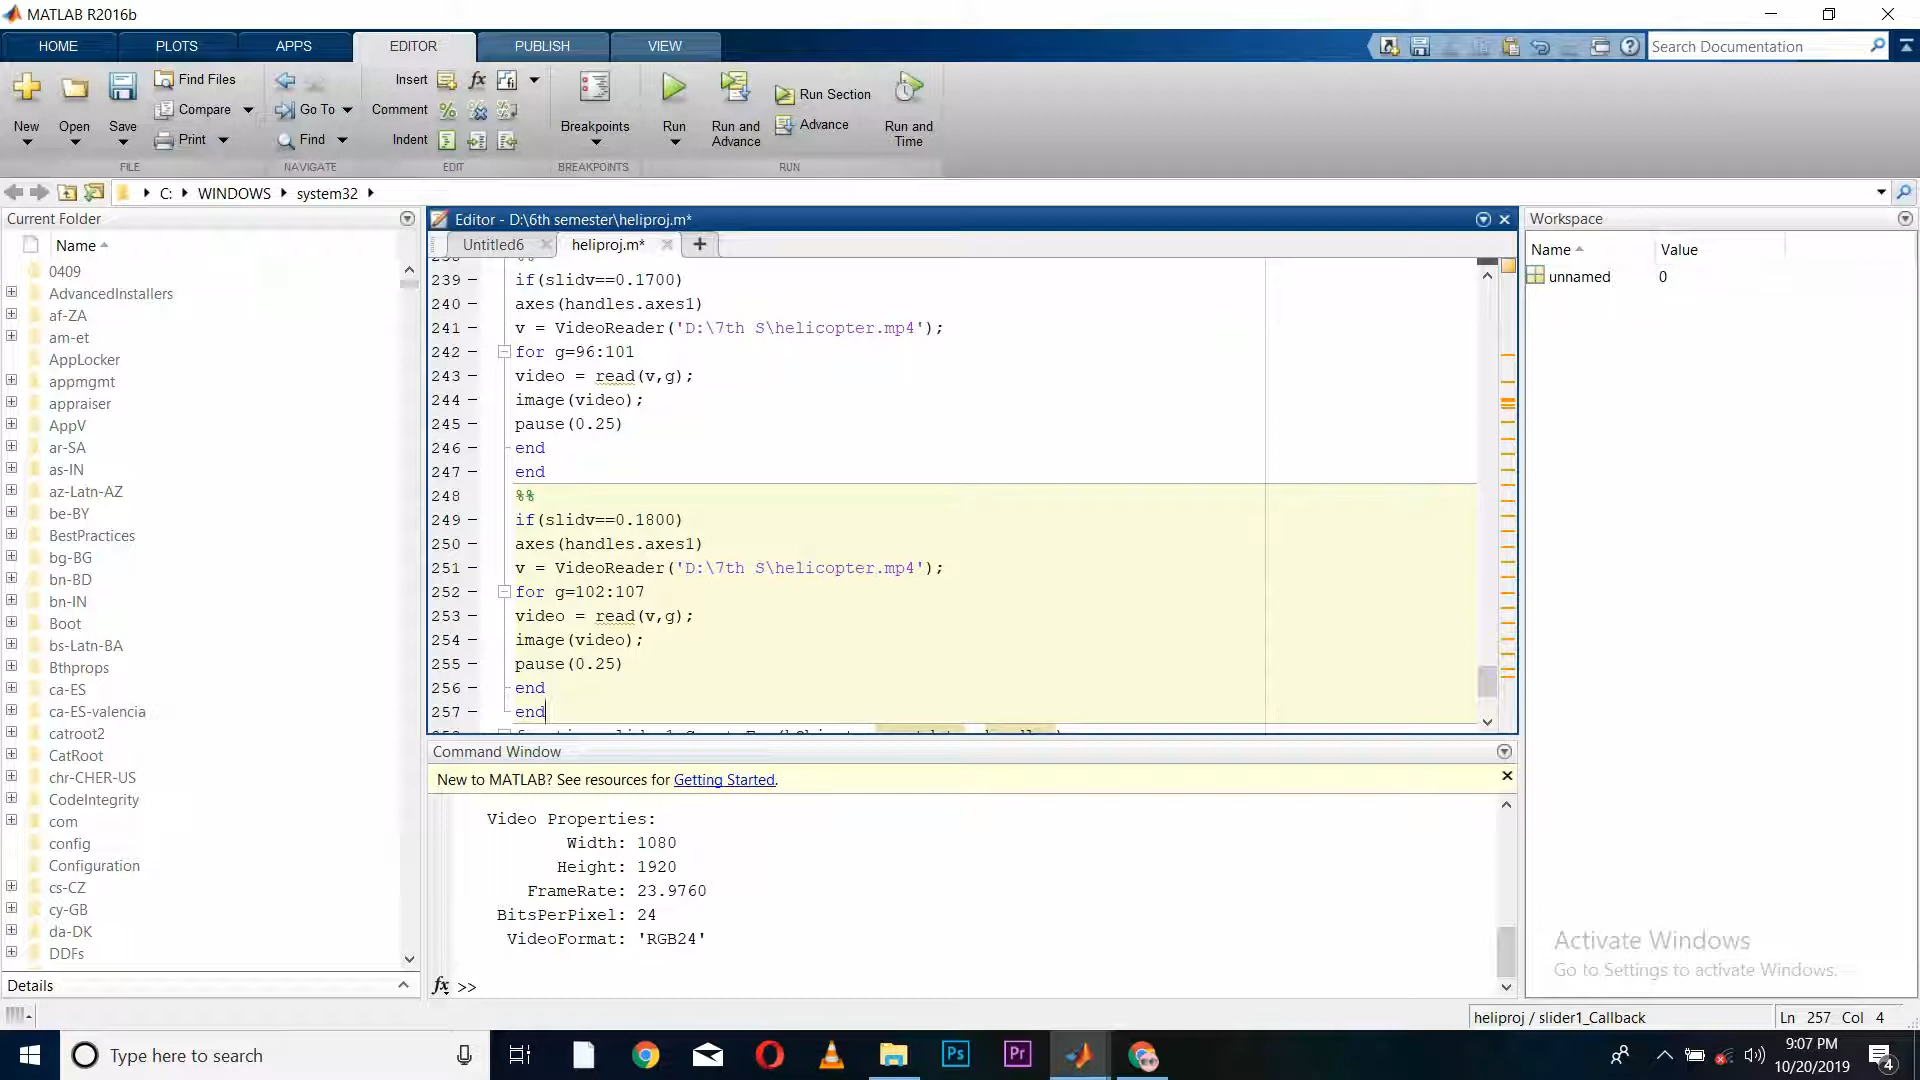 MATLAB R2016b
HOME PLOTS APPS EDITOR PUBLISH VIEW
Search Documentation
New Open Save Find Files Compare Print
Go To Find
Insert fx
Comment
Indent
Breakpoints
Run
Run and Advance
Run Section
Advance
Run and Time
FILE NAVIGATE EDIT BREAKPOINTS RUN
C: WINDOWS system32
Current Folder
Name
0409
AdvancedInstallers
af-ZA
am-et
AppLocker
appmgmt
appraiser
AppV
ar-SA
as-IN
az-Latn-AZ
be-BY
BestPractices
bg-BG
bn-BD
bn-IN
Boot
bs-Latn-BA
Bthprops
ca-ES
ca-ES-valencia
catroot2
CatRoot
chr-CHER-US
CodeIntegrity
com
config
Configuration
cs-CZ
cy-GB
da-DK
DDFs
Details
Editor - D:\6th semester\heliproj.m*
Untitled6 heliproj.m*
239 – if(slidv==0.1700)
240 – axes(handles.axes1)
241 – v = VideoReader('D:\7th S\helicopter.mp4');
242 – for g=96:101
243 – video = read(v,g);
244 – image(video);
245 – pause(0.25)
246 – end
247 – end
248 %%
249 – if(slidv==0.1800)
250 – axes(handles.axes1)
251 – v = VideoReader('D:\7th S\helicopter.mp4');
252 – for g=102:107
253 – video = read(v,g);
254 – image(video);
255 – pause(0.25)
256 – end
257 – end
Command Window
New to MATLAB? See resources for Getting Started.
Video Properties:
Width: 1080
Height: 1920
FrameRate: 23.9760
BitsPerPixel: 24
VideoFormat: 'RGB24'
fx >>
Workspace
Name Value
unnamed 0
Activate Windows
Go to Settings to activate Windows.
heliproj / slider1_Callback Ln 257 Col 4
Type here to search
Ps Pr
9:07 PM
10/20/2019
4